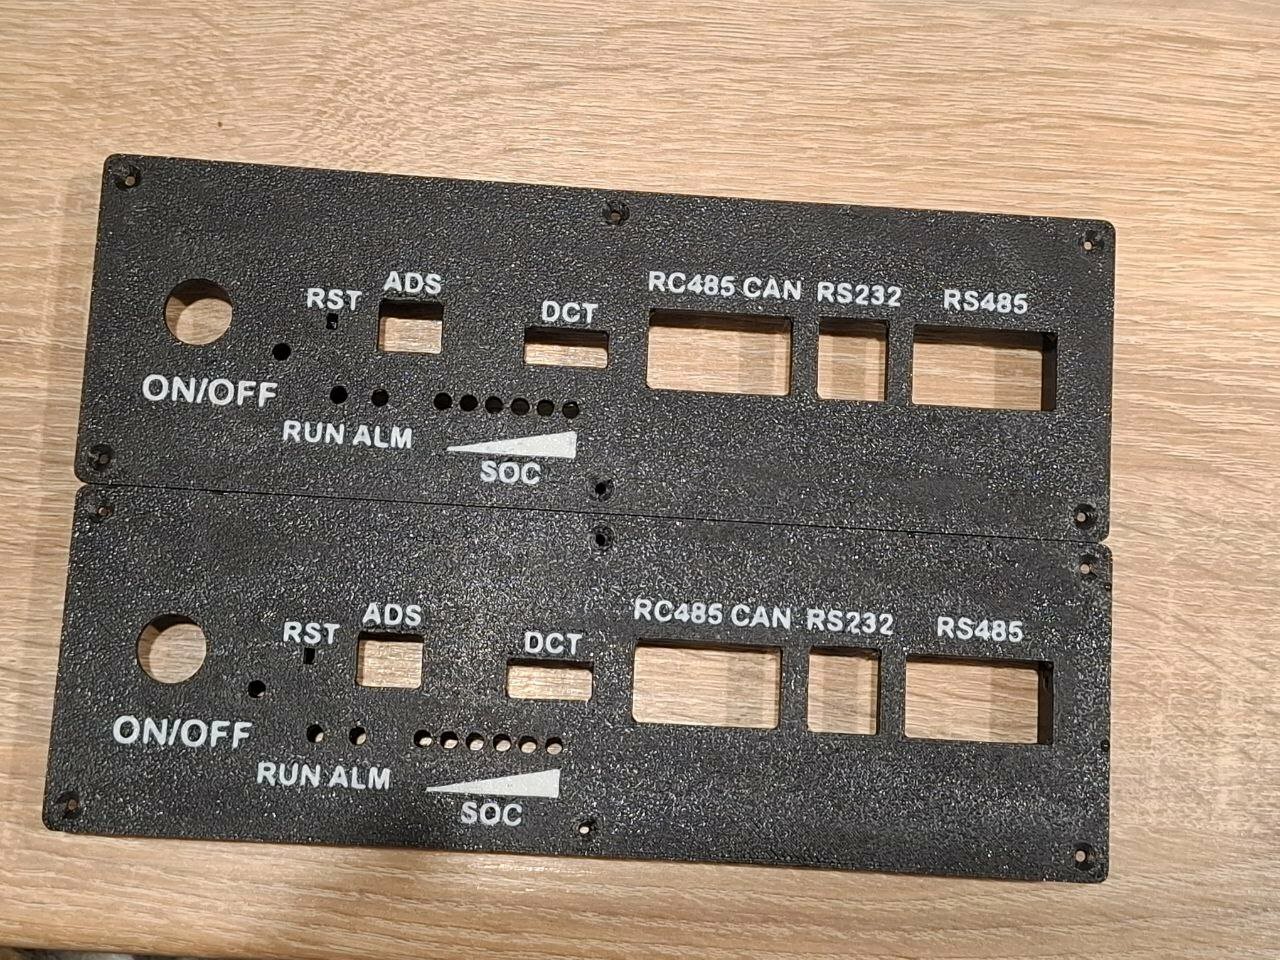 ADS
RST
DCT
RC485 CAN RS232 RS485
ON/OFF
RUN ALM
SOC
ADS
RST
DCT
RC485 CAN RS232 RS485
ON/OFF
RUN ALM
SOC